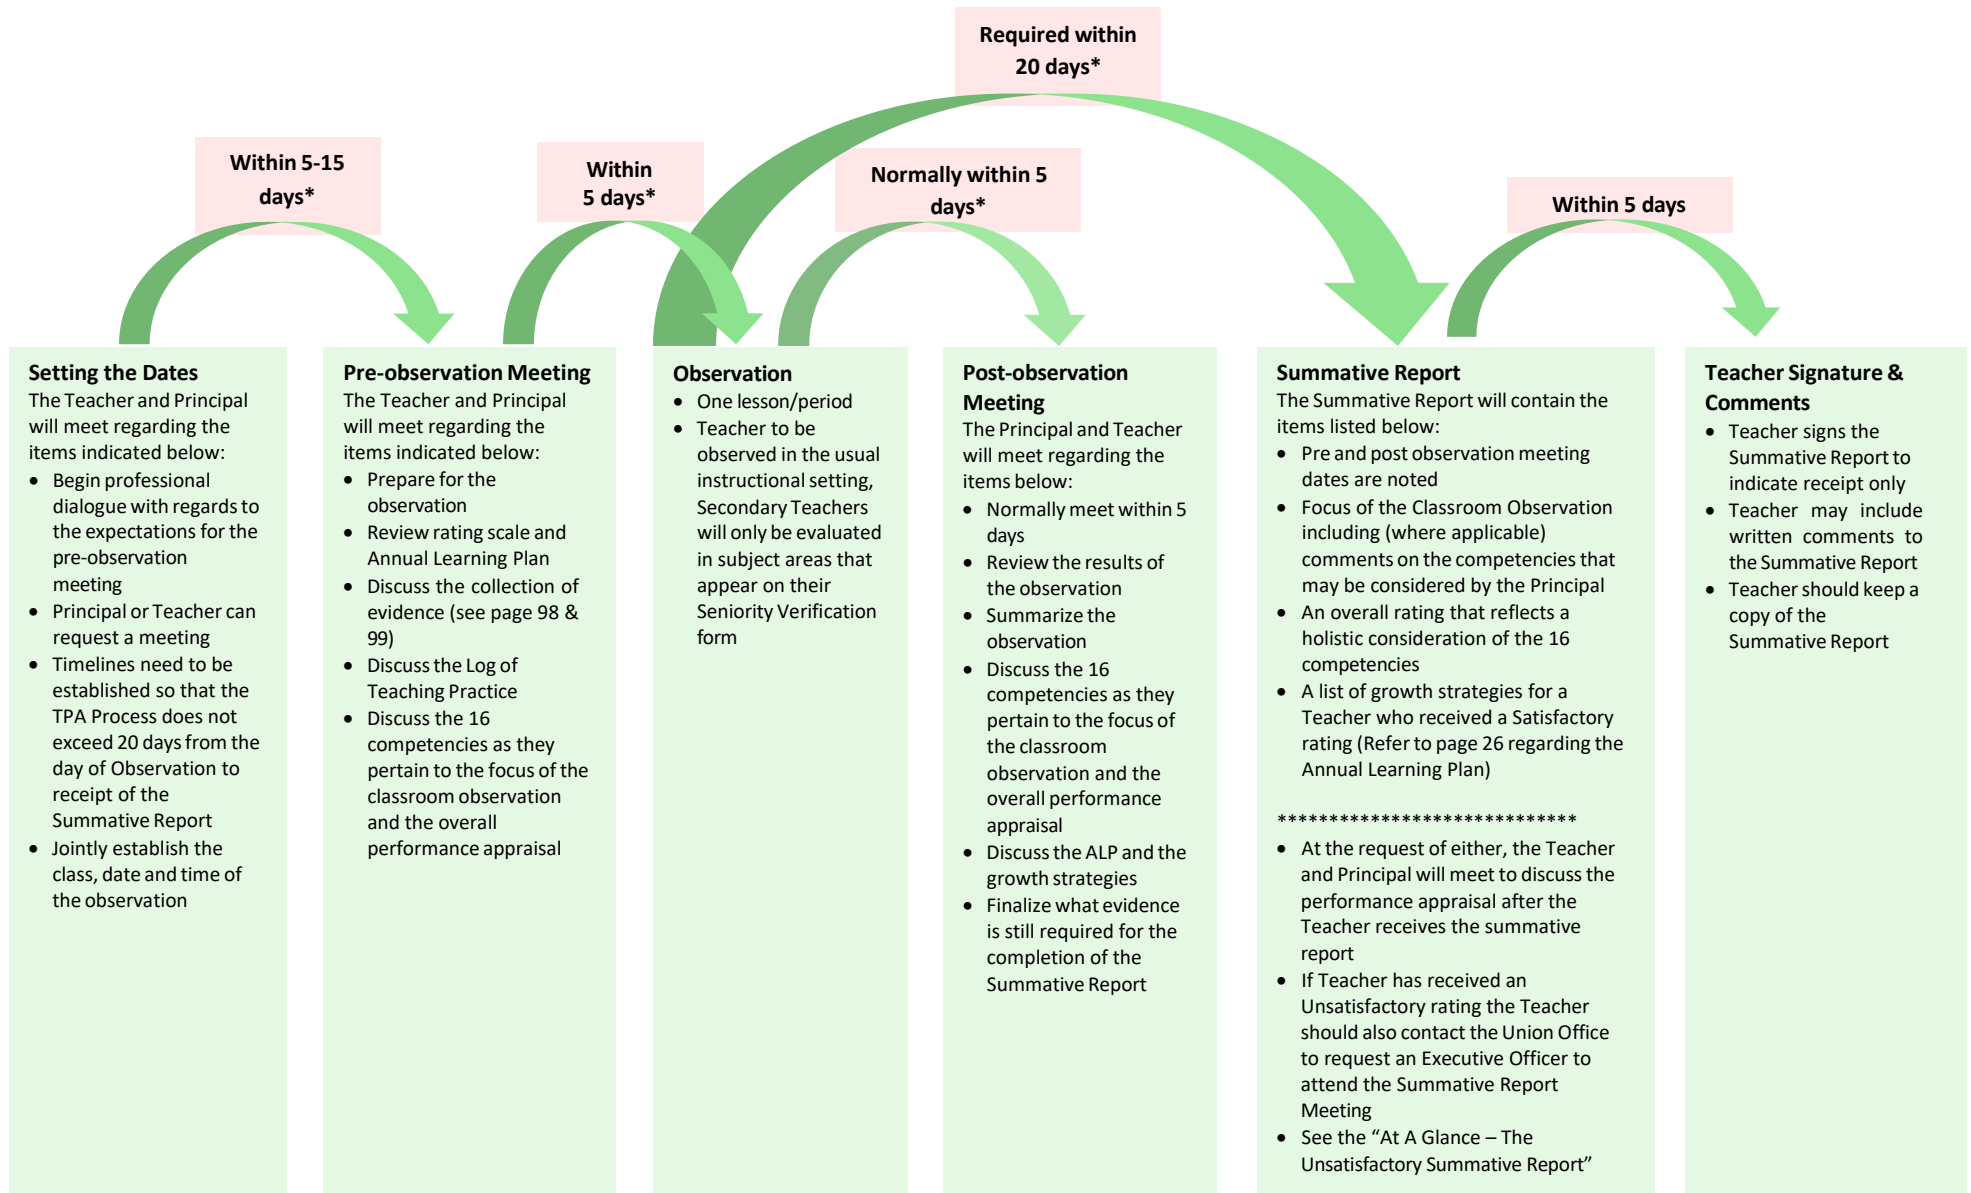 Required within
20 days*
Within 5-15
days*
Within
5 days*
Normally within 5
days*
Within 5 days
Setting the Dates
The Teacher and Principal
will meet regarding the
items indicated below:
• Begin professional
dialogue with regards to
the expectations for the
pre-observation
meeting
• Principal or Teacher can
request a meeting
• Timelines need to be
established so that the
TPA Process does not
exceed 20 days from the
day of Observation to
receipt of the
Summative Report
• Jointly establish the
class, date and time of
the observation
Pre-observation Meeting
The Teacher and Principal
will meet regarding the
items indicated below:
• Prepare for the
observation
• Review rating scale and
Annual Learning Plan
• Discuss the collection of
evidence (see page 98 &
99)
• Discuss the Log of
Teaching Practice
• Discuss the 16
competencies as they
pertain to the focus of the
classroom observation
and the overall
performance appraisal
Observation
• One lesson/period
• Teacher to be
observed in the usual
instructional setting,
Secondary Teachers
will only be evaluated
in subject areas that
appear on their
Seniority Verification
form
Post-observation
Meeting
The Principal and Teacher
will meet regarding the
items below:
• Normally meet within 5
days
• Review the results of
the observation
• Summarize the
observation
• Discuss the 16
competencies as they
pertain to the focus of
the classroom
observation and the
overall performance
appraisal
• Discuss the ALP and the
growth strategies
• Finalize what evidence
is still required for the
completion of the
Summative Report
Summative Report
The Summative Report will contain the
items listed below:
• Pre and post observation meeting
dates are noted
• Focus of the Classroom Observation
including (where applicable)
comments on the competencies that
may be considered by the Principal
• An overall rating that reflects a
holistic consideration of the 16
competencies
• A list of growth strategies for a
Teacher who received a Satisfactory
rating (Refer to page 26 regarding the
Annual Learning Plan)
*****************************
• At the request of either, the Teacher
and Principal will meet to discuss the
performance appraisal after the
Teacher receives the summative
report
• If Teacher has received an
Unsatisfactory rating the Teacher
should also contact the Union Office
to request an Executive Officer to
attend the Summative Report
Meeting
• See the “At A Glance – The
Unsatisfactory Summative Report”
Teacher Signature &
Comments
• Teacher signs the
Summative Report to
indicate receipt only
• Teacher may include
written comments to
the Summative Report
• Teacher should keep a
copy of the
Summative Report